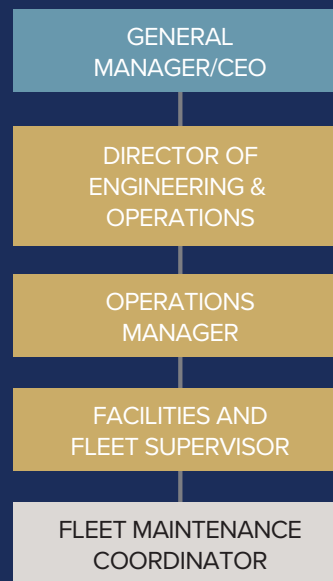 GENERAL
MANAGER/CEO
DIRECTOR OF
ENGINEERING &
OPERATIONS
OPERATIONS
MANAGER
FACILITIES AND
FLEET SUPERVISOR
FLEET MAINTENANCE
COORDINATOR